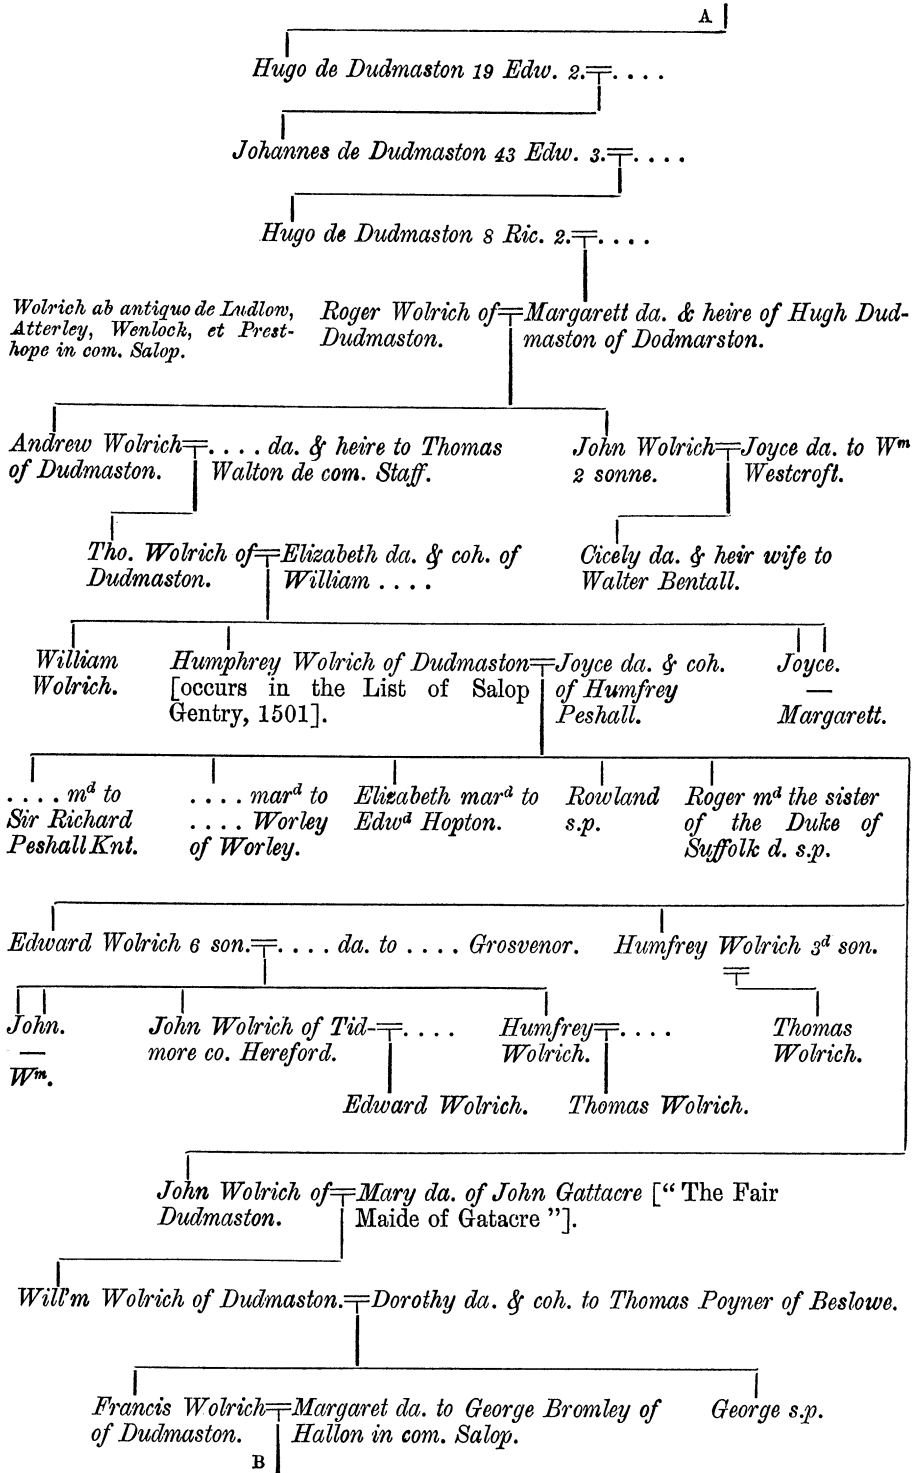 A
Hugo de Dudmaston 19 Edw. 2.=. . . .
Johannes de Dudmaston 43 Edw. 3.=. . . .
Hugo de Dudmaston 8 Ric. 2.=. . . .
Wolrich ab antiquo de Ludlow,
Atterley, Wenlock, et Prest-
hope in com. Salop.
Roger Wolrich of=Margarett da. & heire of Hugh Dud-
Dudmaston. maston of Dodmarston.
Andrew Wolrich=. . . . da. & heire to Thomas
of Dudmaston. Walton de com. Staff.
John Wolrich=Joyce da. to Wm
2 sonne. Westcroft.
Tho. Wolrich of=Elizabeth da. & coh. of
Dudmaston. William . . . .
Cicely da. & heir wife to
Walter Bentall.
William
Wolrich.
Humphrey Wolrich of Dudmaston=Joyce da. & coh.
[occurs in the List of Salop of Humfrey
Gentry, 1501]. Peshall.
Joyce.
—
Margarett.
. . . . md to
Sir Richard
Peshall Knt.
. . . . mard to
. . . . Worley
of Worley.
Elizabeth mard to
Edwd Hopton.
Rowland
s.p.
Roger md the sister
of the Duke of
Suffolk d. s.p.
Edward Wolrich 6 son.=. . . . da. to . . . . Grosvenor.
Humfrey Wolrich 3d son.
=
John.
—
Wm.
John Wolrich of Tid-=. . . .
more co. Hereford.
Humfrey=. . . .
Wolrich.
Thomas
Wolrich.
Edward Wolrich.
Thomas Wolrich.
John Wolrich of=Mary da. of John Gattacre [“ The Fair
Dudmaston. Maide of Gatacre ”].
Will'm Wolrich of Dudmaston.=Dorothy da. & coh. to Thomas Poyner of Beslowe.
Francis Wolrich=Margaret da. to George Bromley of
of Dudmaston. Hallon in com. Salop.
George s.p.
B